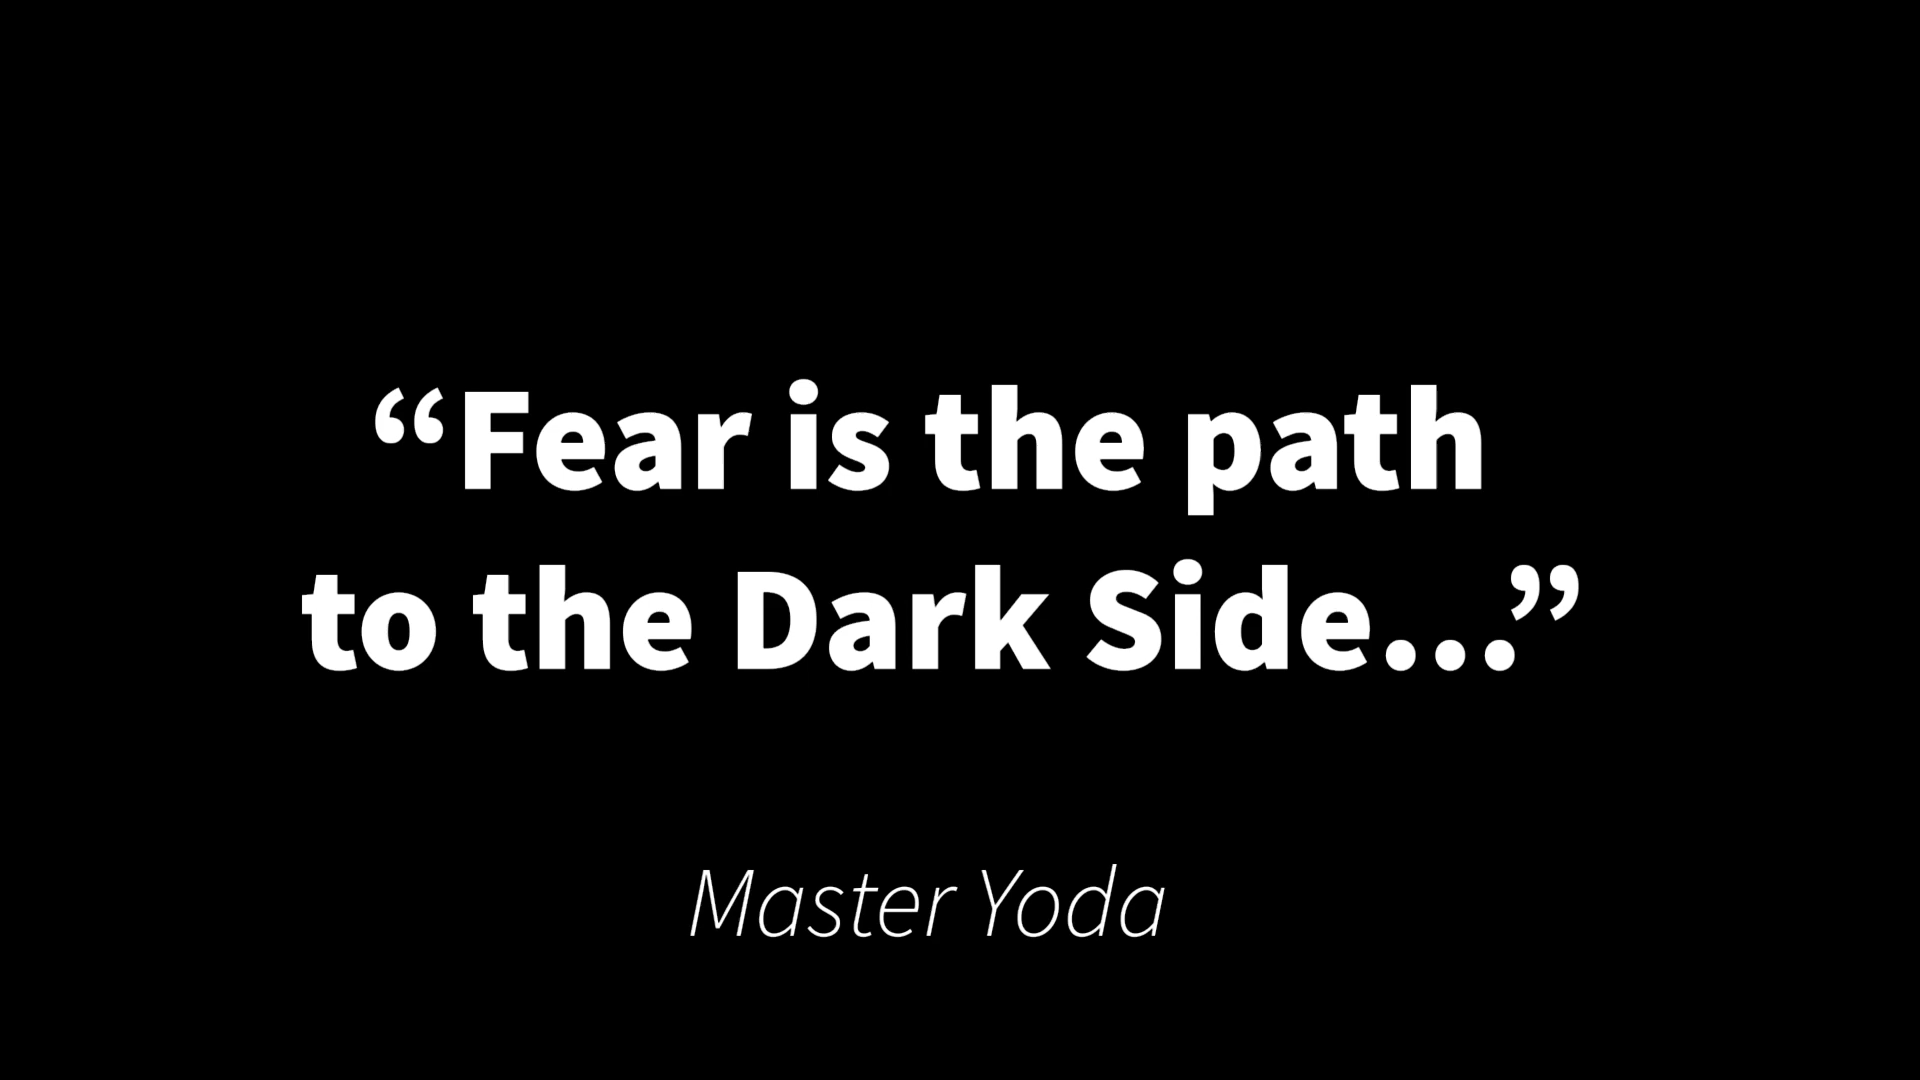 “Fear is the path
to the Dark Side...”
Master Yoda